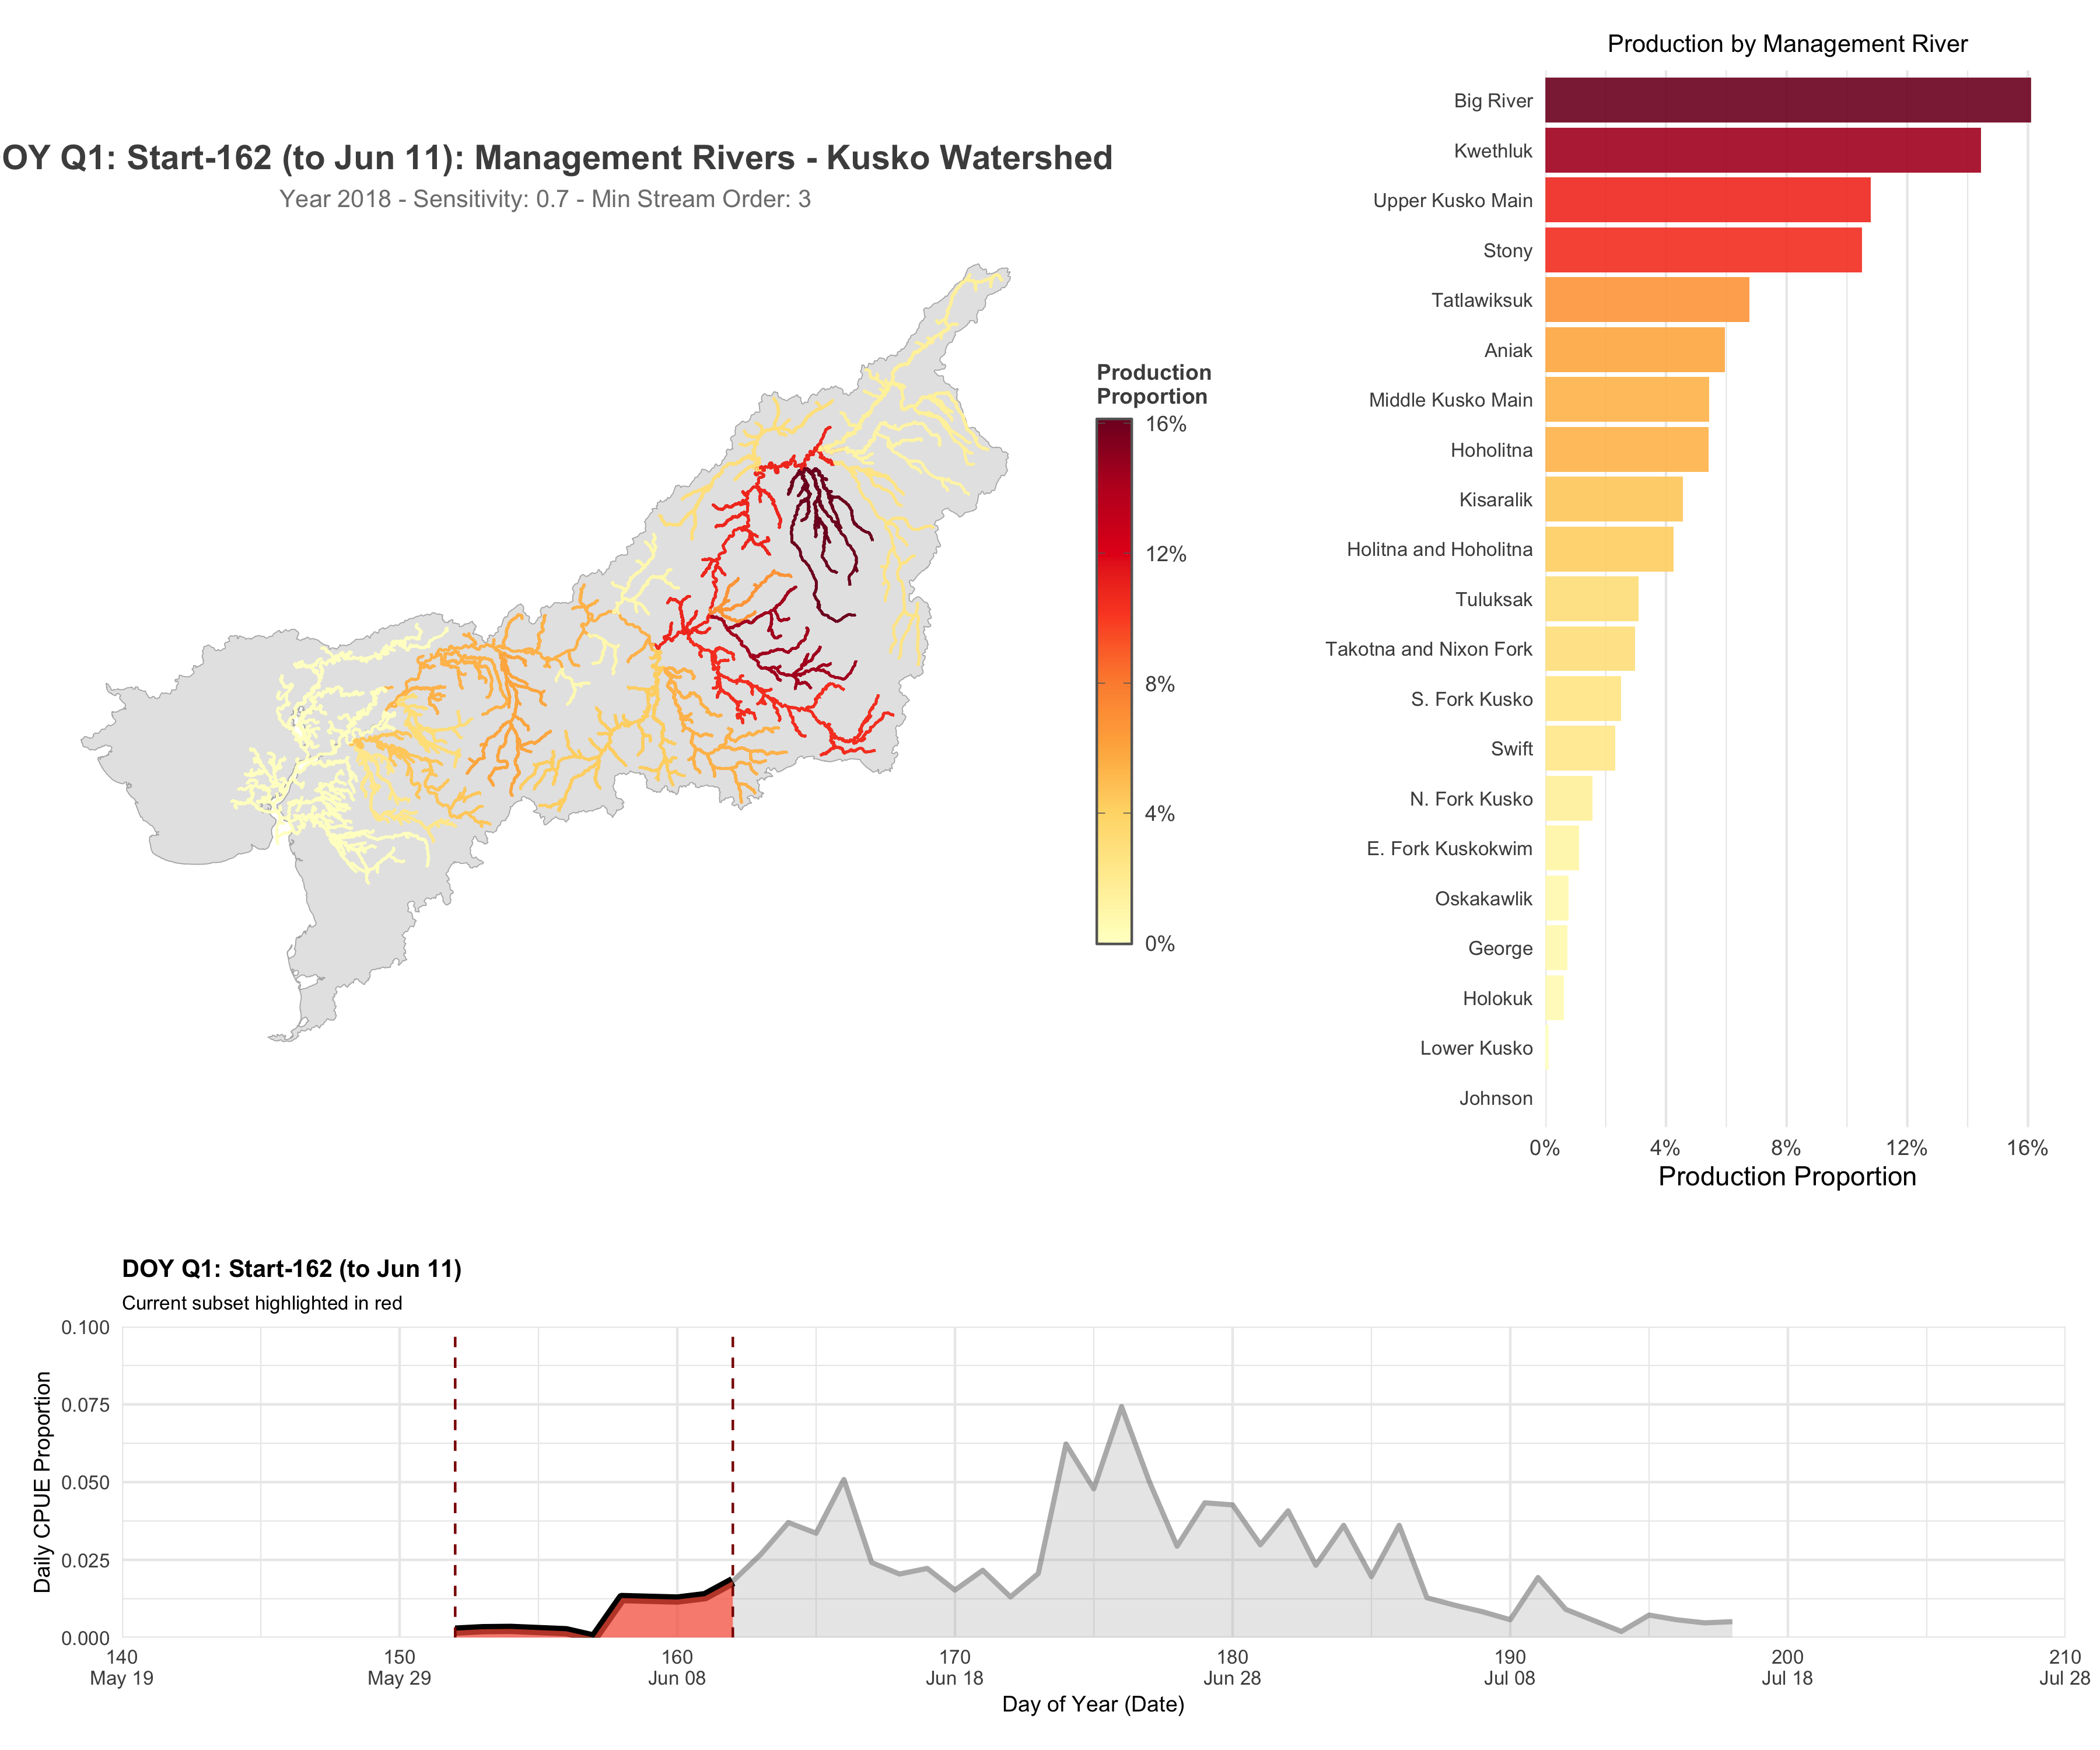 OY Q1: Start-162 (to Jun 11): Management Rivers - Kusko Watershed
Year 2018 - Sensitivity: 0.7 - Min Stream Order: 3
Production
Proportion
16%
12%
8%
4%
0%
Production by Management River
Big River
Kwethluk
Upper Kusko Main
Stony
Tatlawiksuk
Aniak
Middle Kusko Main
Hoholitna
Kisaralik
Holitna and Hoholitna
Tuluksak
Takotna and Nixon Fork
S. Fork Kusko
Swift
N. Fork Kusko
E. Fork Kuskokwim
Oskakawlik
George
Holokuk
Lower Kusko
Johnson
0% 4% 8% 12% 16%
Production Proportion
DOY Q1: Start-162 (to Jun 11)
Current subset highlighted in red
Daily CPUE Proportion
0.100
0.075
0.050
0.025
0.000
140 150 160 170 180 190 200 210
May 19 May 29 Jun 08 Jun 18 Jun 28 Jul 08 Jul 18 Jul 28
Day of Year (Date)